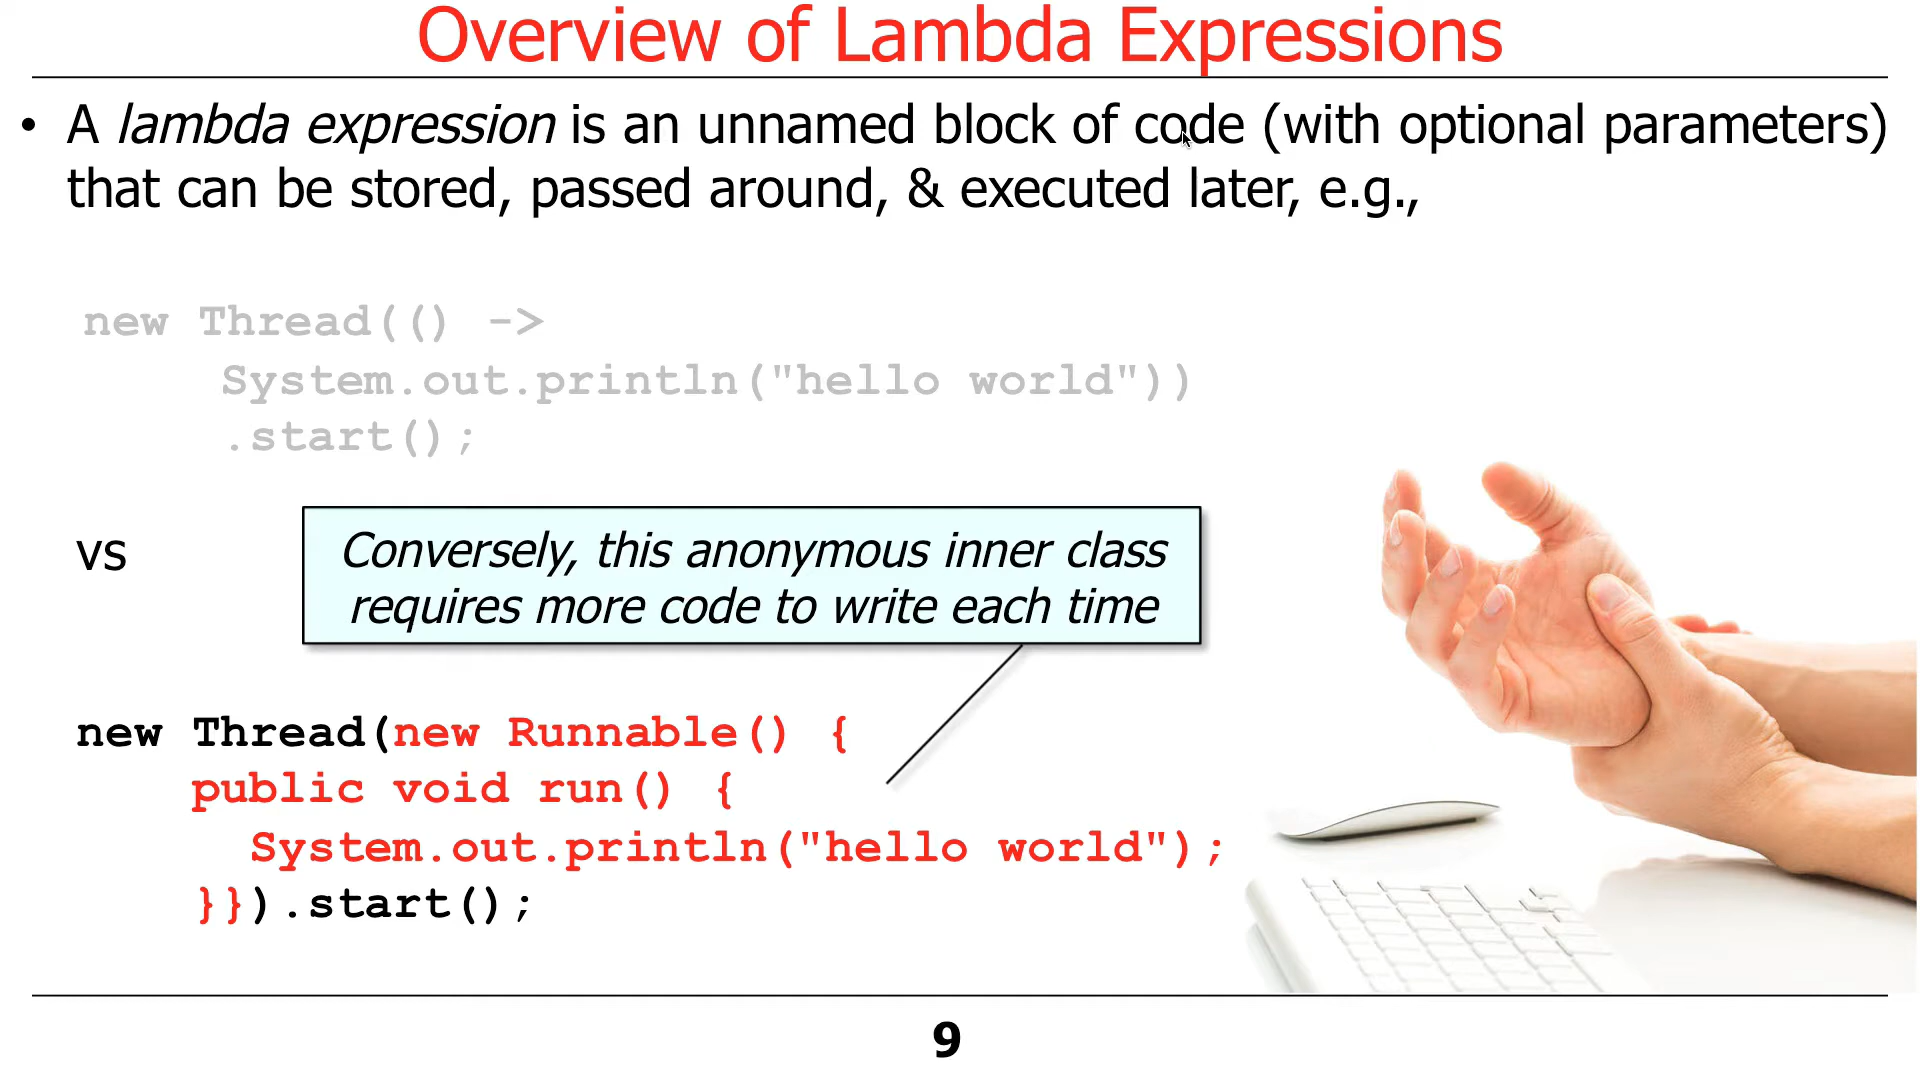 Overview of Lambda Expressions
• A lambda expression is an unnamed block of code (with optional parameters)
that can be stored, passed around, & executed later, e.g.,
new Thread(() ->
System.out.println("hello world"))
.start();
vs
Conversely, this anonymous inner class
requires more code to write each time
new Thread(new Runnable() {
public void run() {
System.out.println("hello world");
}}).start();
9